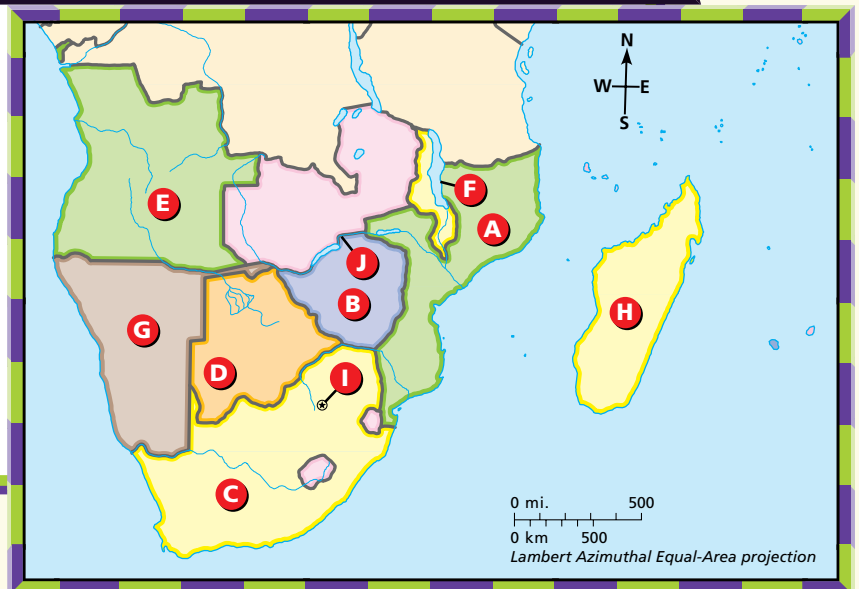 N
W E
S
F
E
A
J
B
H
G
D
I
C
0 mi. 500
0 km 500
Lambert Azimuthal Equal-Area projection